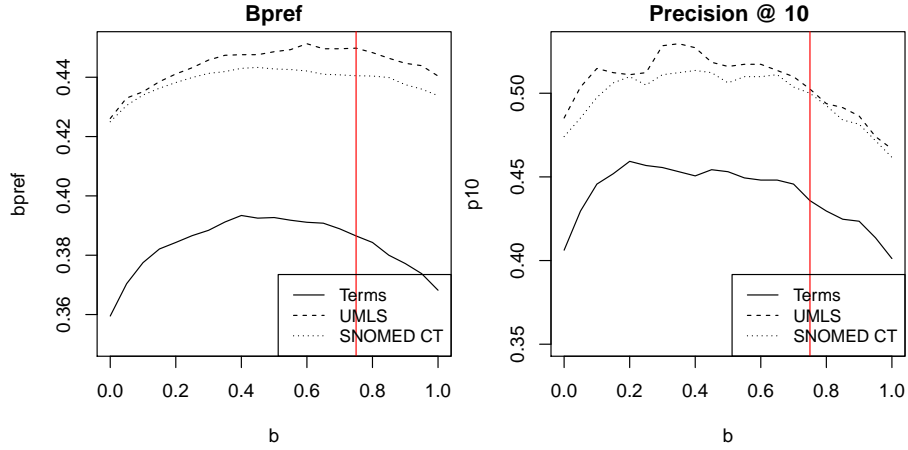 Bpref
bpref
0.36 0.38 0.40 0.42 0.44
Terms
UMLS
SNOMED CT
0.0 0.2 0.4 0.6 0.8 1.0
b
Precision @ 10
p10
0.35 0.40 0.45 0.50
Terms
UMLS
SNOMED CT
0.0 0.2 0.4 0.6 0.8 1.0
b